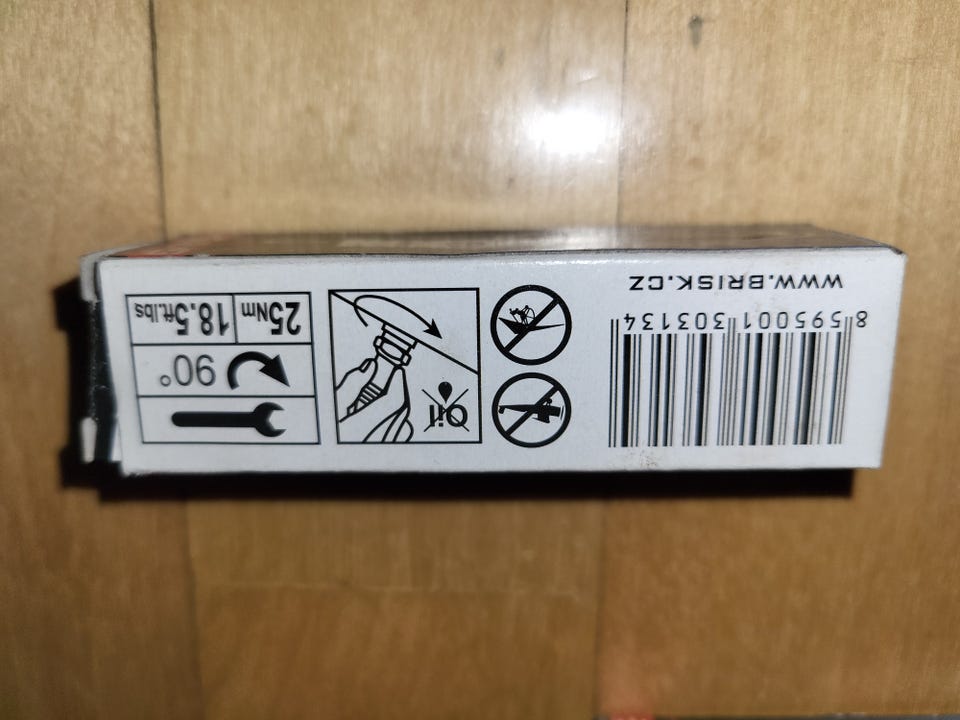 WWW.BRISK.CZ
8 595001 303134
Oil
90°
25Nm 18.5ft.lbs